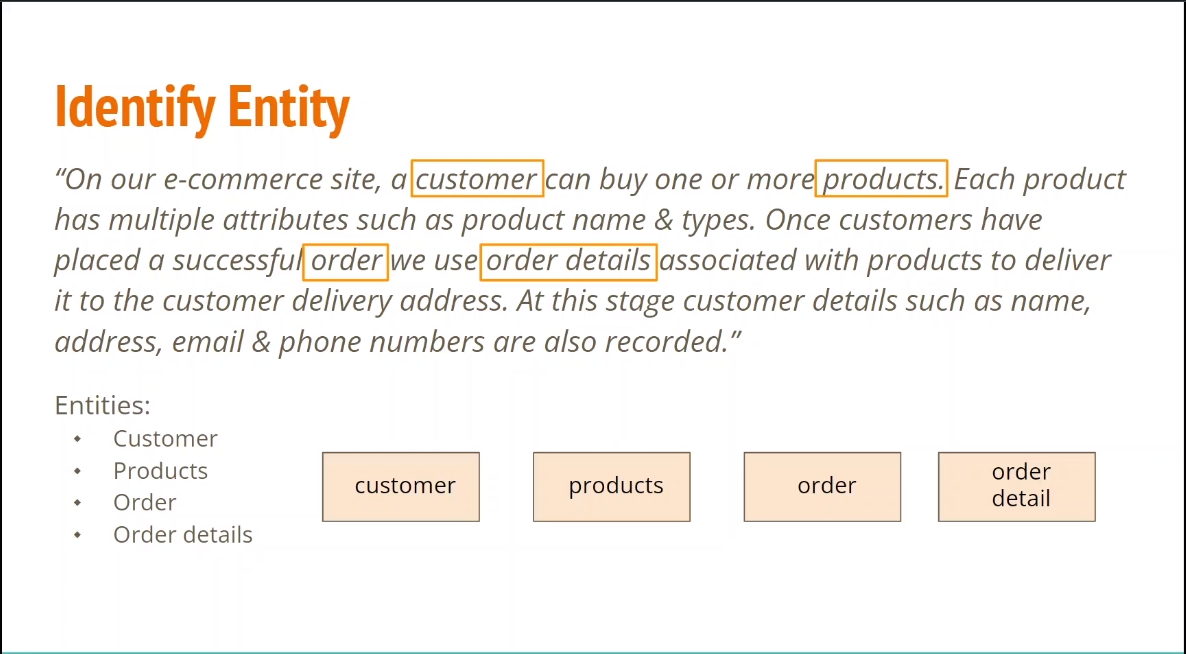 Identify Entity
“On our e-commerce site, a customer can buy one or more products. Each product
has multiple attributes such as product name & types. Once customers have
placed a successful order we use order details associated with products to deliver
it to the customer delivery address. At this stage customer details such as name,
address, email & phone numbers are also recorded.”
Entities:
Customer
Products
Order
Order details
customer
products
order
order
detail